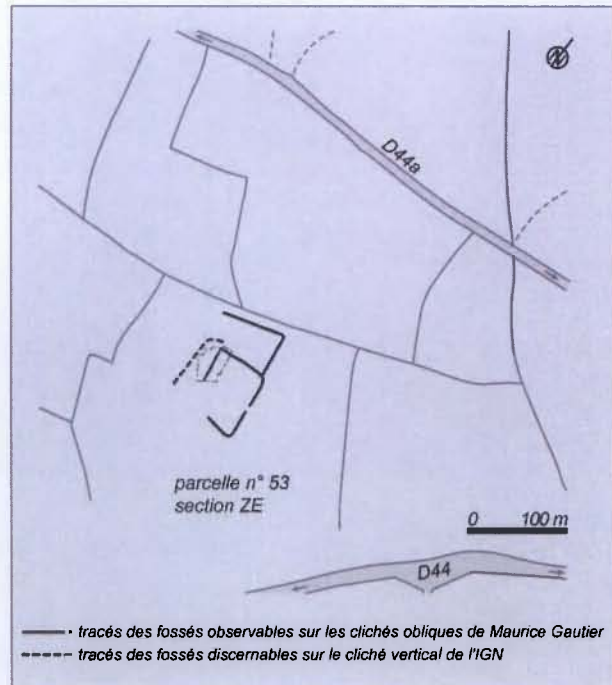 D44a
parcelle n° 53
section ZE
0 100 m
D44
- tracés des fossés observables sur les clichés obliques de Maurice Gautier
tracés des fossés discernables sur le cliché vertical de l'IGN